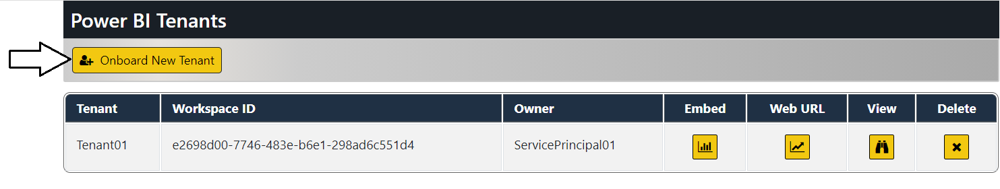 Power BI Tenants
Onboard New Tenant
Tenant Workspace ID Owner Embed Web URL View Delete
Tenant01 e2698d00-7746-483e-b6e1-298ad6c551d4 ServicePrincipal01